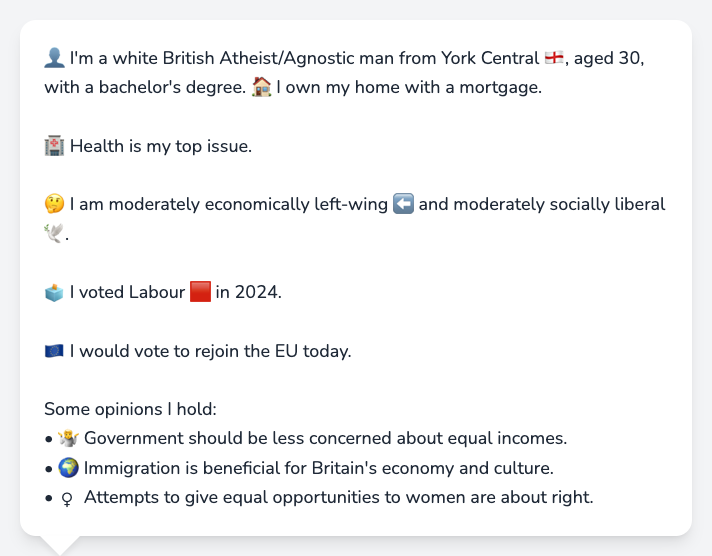 👤 I'm a white British Atheist/Agnostic man from York Central 🏴󠁧󠁢󠁥󠁮󠁧󠁿, aged 30,
with a bachelor's degree. 🏠 I own my home with a mortgage.
🏥 Health is my top issue.
🤔 I am moderately economically left-wing ⬅️ and moderately socially liberal
🕊️.
🗳️ I voted Labour 🟥 in 2024.
🇪🇺 I would vote to rejoin the EU today.
Some opinions I hold:
• 🤷 Government should be less concerned about equal incomes.
• 🌍 Immigration is beneficial for Britain's economy and culture.
• ♀ Attempts to give equal opportunities to women are about right.